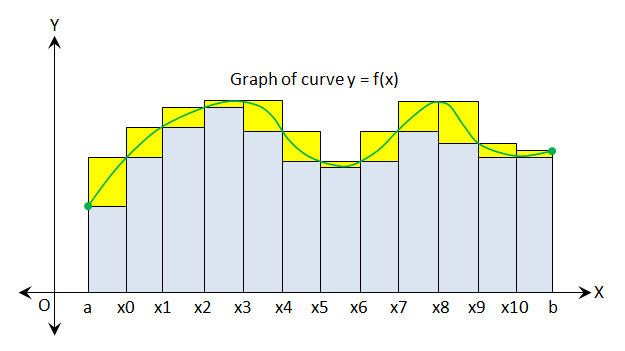 Y
Graph of curve y = f(x)
X
O
a x0 x1 x2 x3 x4 x5 x6 x7 x8 x9 x10 b